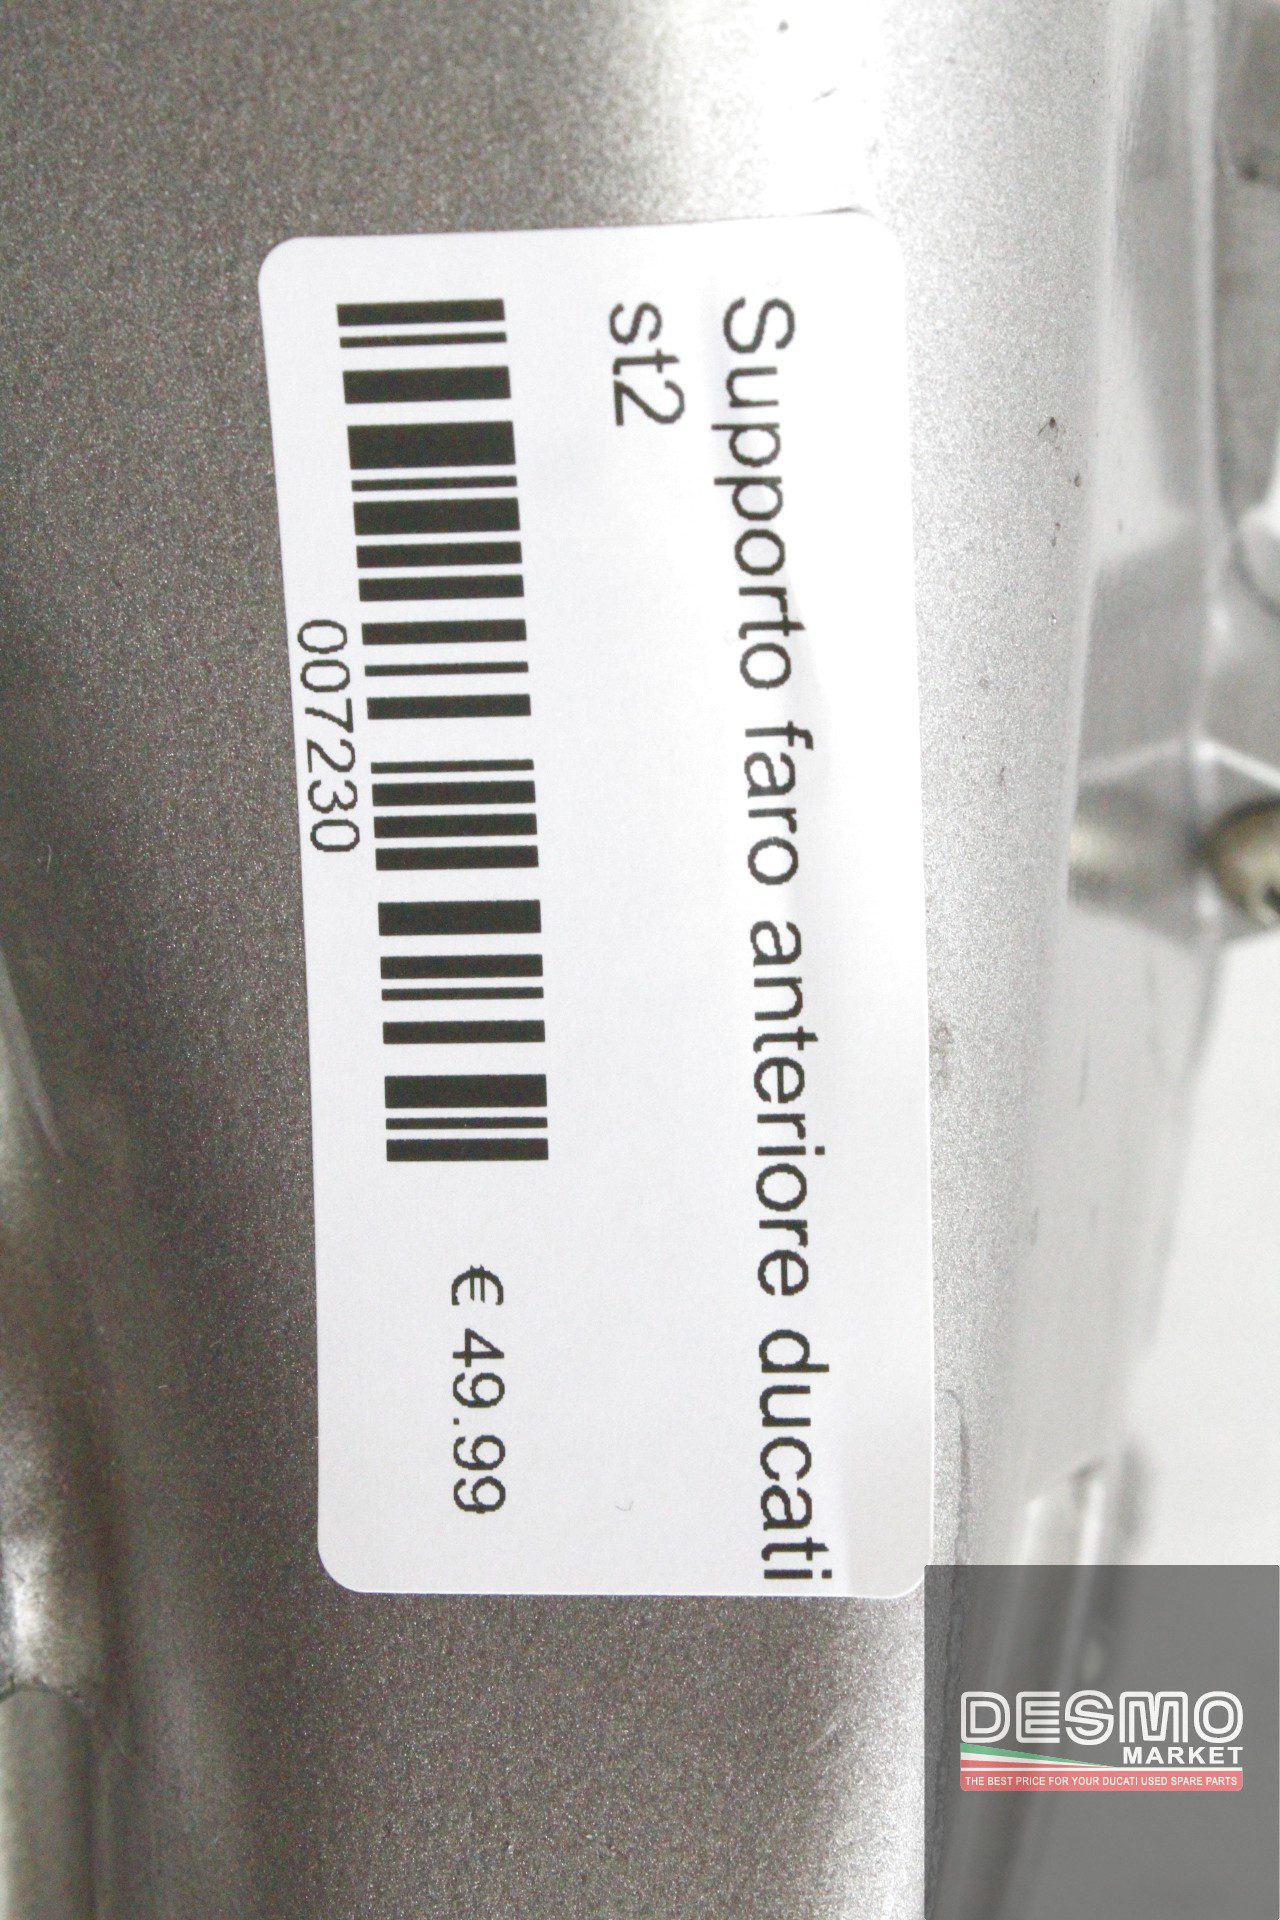 Supporto faro anteriore ducati
st2
007230
€ 49.99
DESMO
MARKET
THE BEST PRICE FOR YOUR DUCATI USED SPARE PARTS